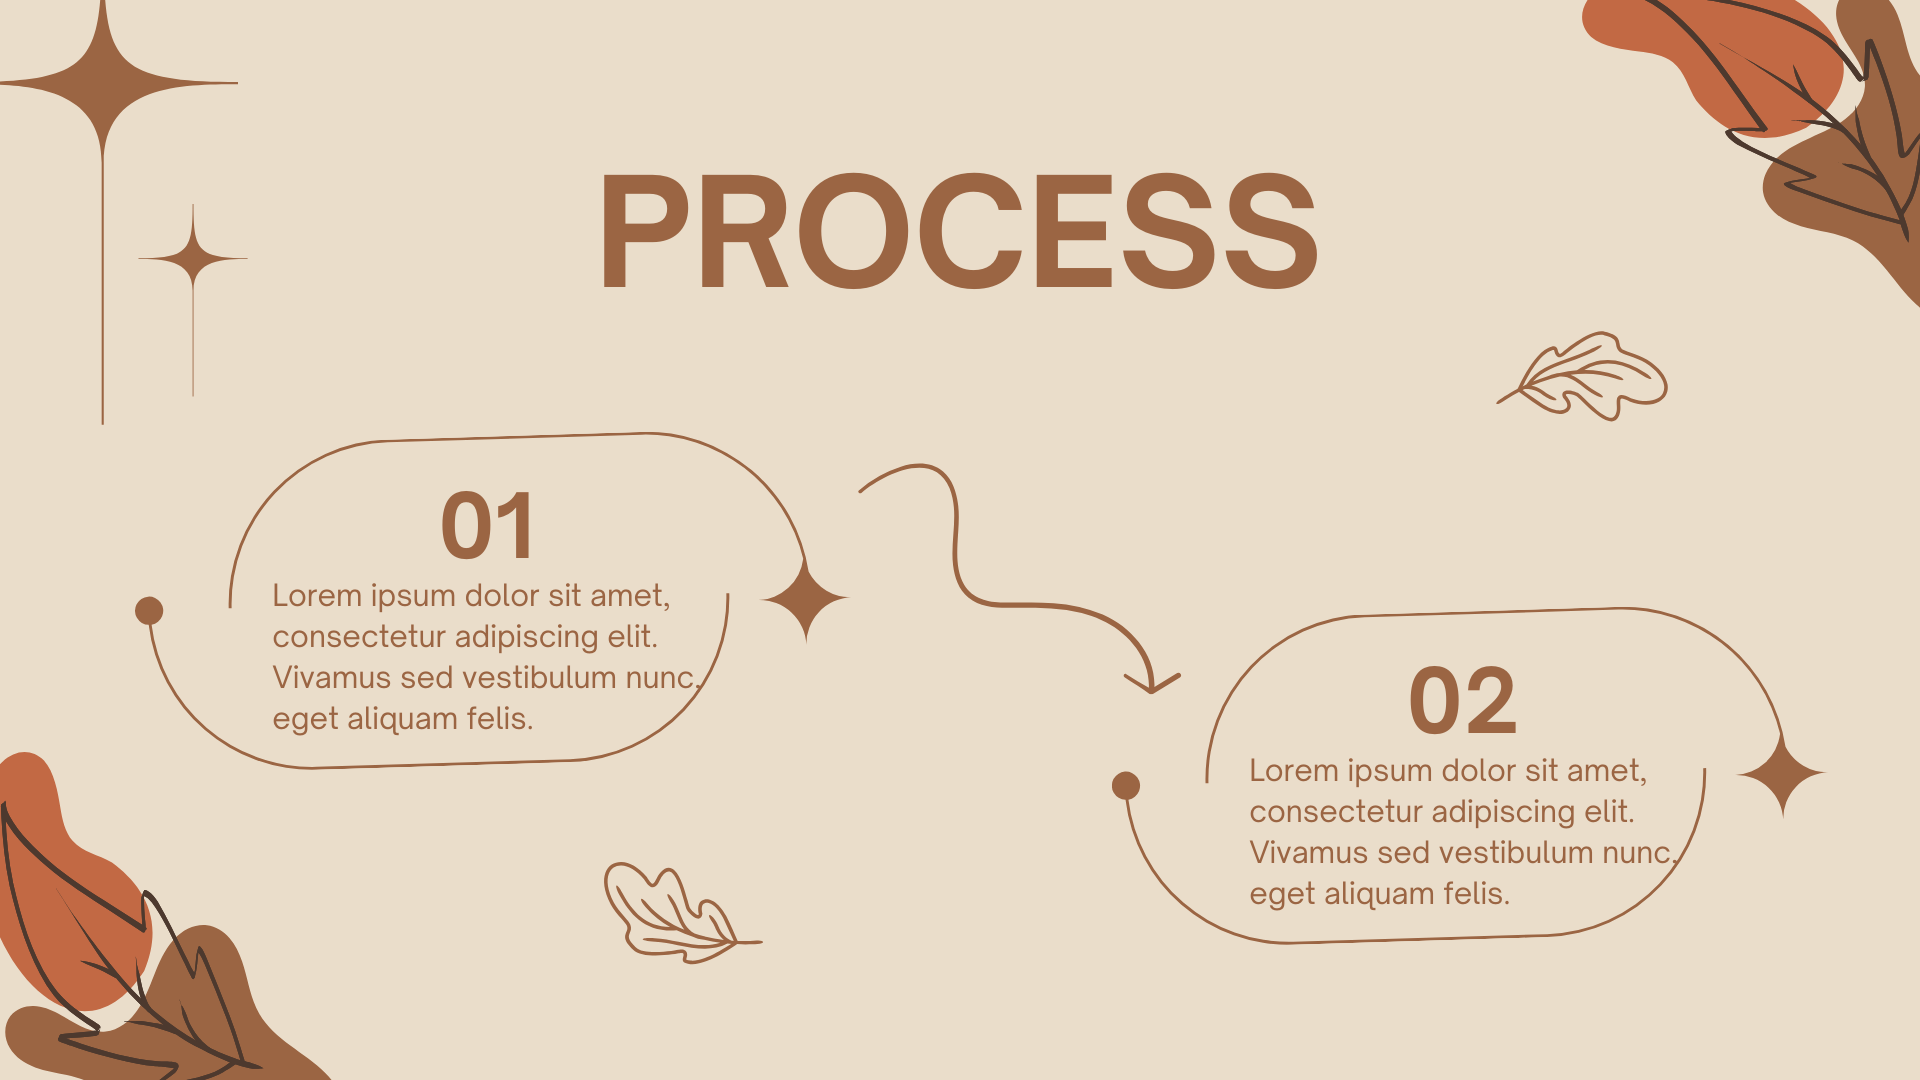 PROCESS
01
Lorem ipsum dolor sit amet,
consectetur adipiscing elit.
Vivamus sed vestibulum nunc.
eget aliquam felis.
02
Lorem ipsum dolor sit amet,
consectetur adipiscing elit.
Vivamus sed vestibulum nunc.
eget aliquam felis.